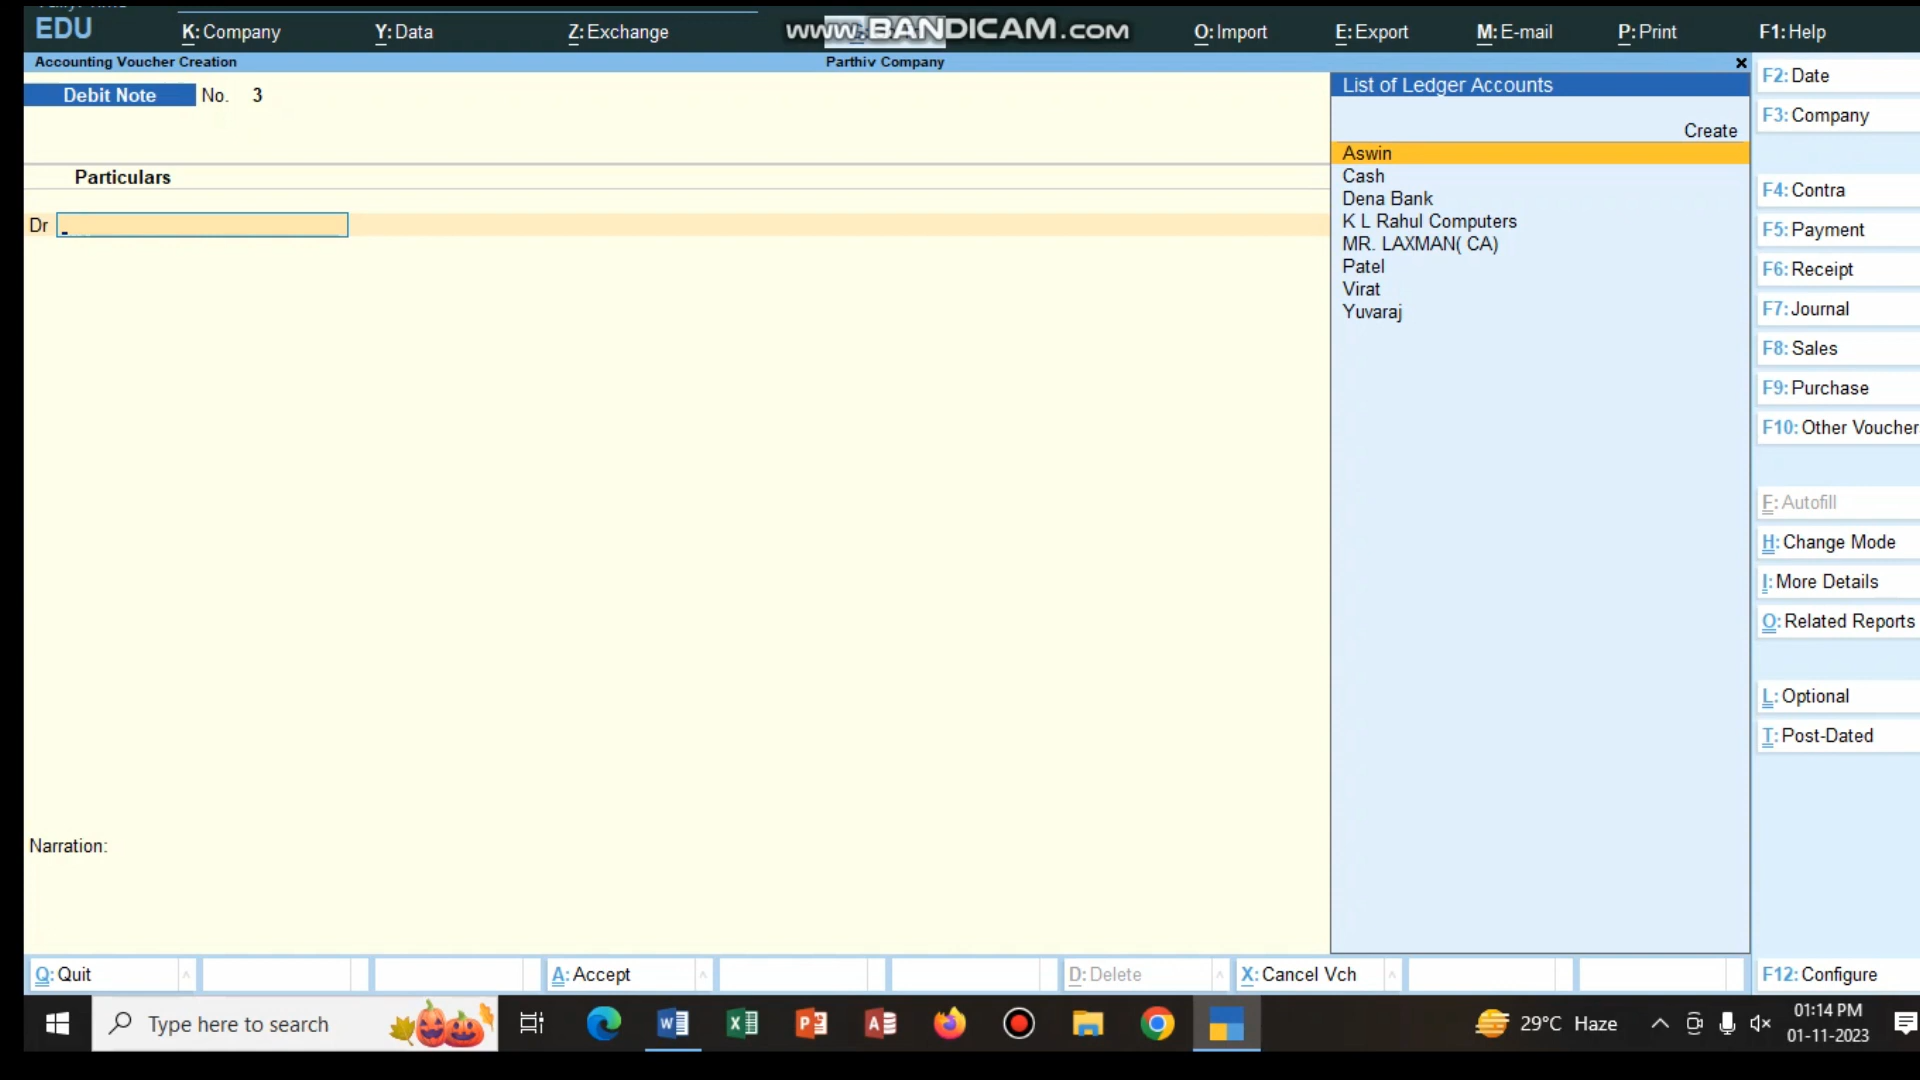 EDU
K: Company
Y: Data
Z: Exchange
www.BANDICAM.com
O: Import
E: Export
M: E-mail
P: Print
F1: Help
Accounting Voucher Creation
Parthiv Company
Debit Note No. 3
Particulars
Dr
Narration:
List of Ledger Accounts
Create
Aswin
Cash
Dena Bank
K L Rahul Computers
MR. LAXMAN( CA)
Patel
Virat
Yuvaraj
F2: Date
F3: Company
F4: Contra
F5: Payment
F6: Receipt
F7: Journal
F8: Sales
F9: Purchase
F10: Other Voucher
F: Autofill
H: Change Mode
I: More Details
O: Related Reports
L: Optional
T: Post-Dated
F12: Configure
Q: Quit
A: Accept
D: Delete
X: Cancel Vch
Type here to search
29°C Haze
01:14 PM
01-11-2023